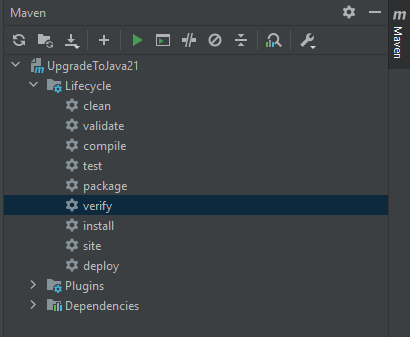 Maven
m
Maven
UpgradeToJava21
Lifecycle
clean
validate
compile
test
package
verify
install
site
deploy
Plugins
Dependencies